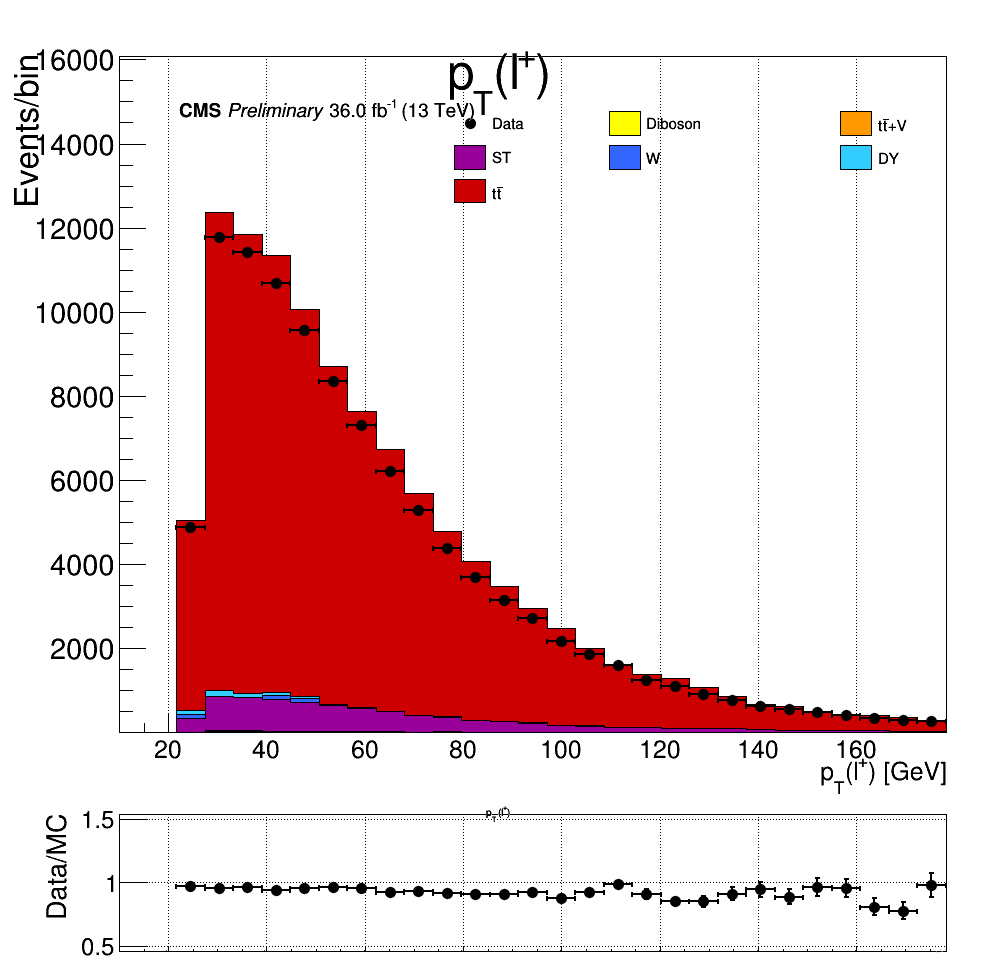 p_T(l^+)
Events/bin
CMS Preliminary 36.0 fb^-1 (13 TeV)
Data
Diboson
tt̅+V
ST
W
DY
tt̅
16000
14000
12000
10000
8000
6000
4000
2000
20 40 60 80 100 120 140 160
p_T(l^+) [GeV]
p_T(l^+)
Data/MC
1.5
1
0.5